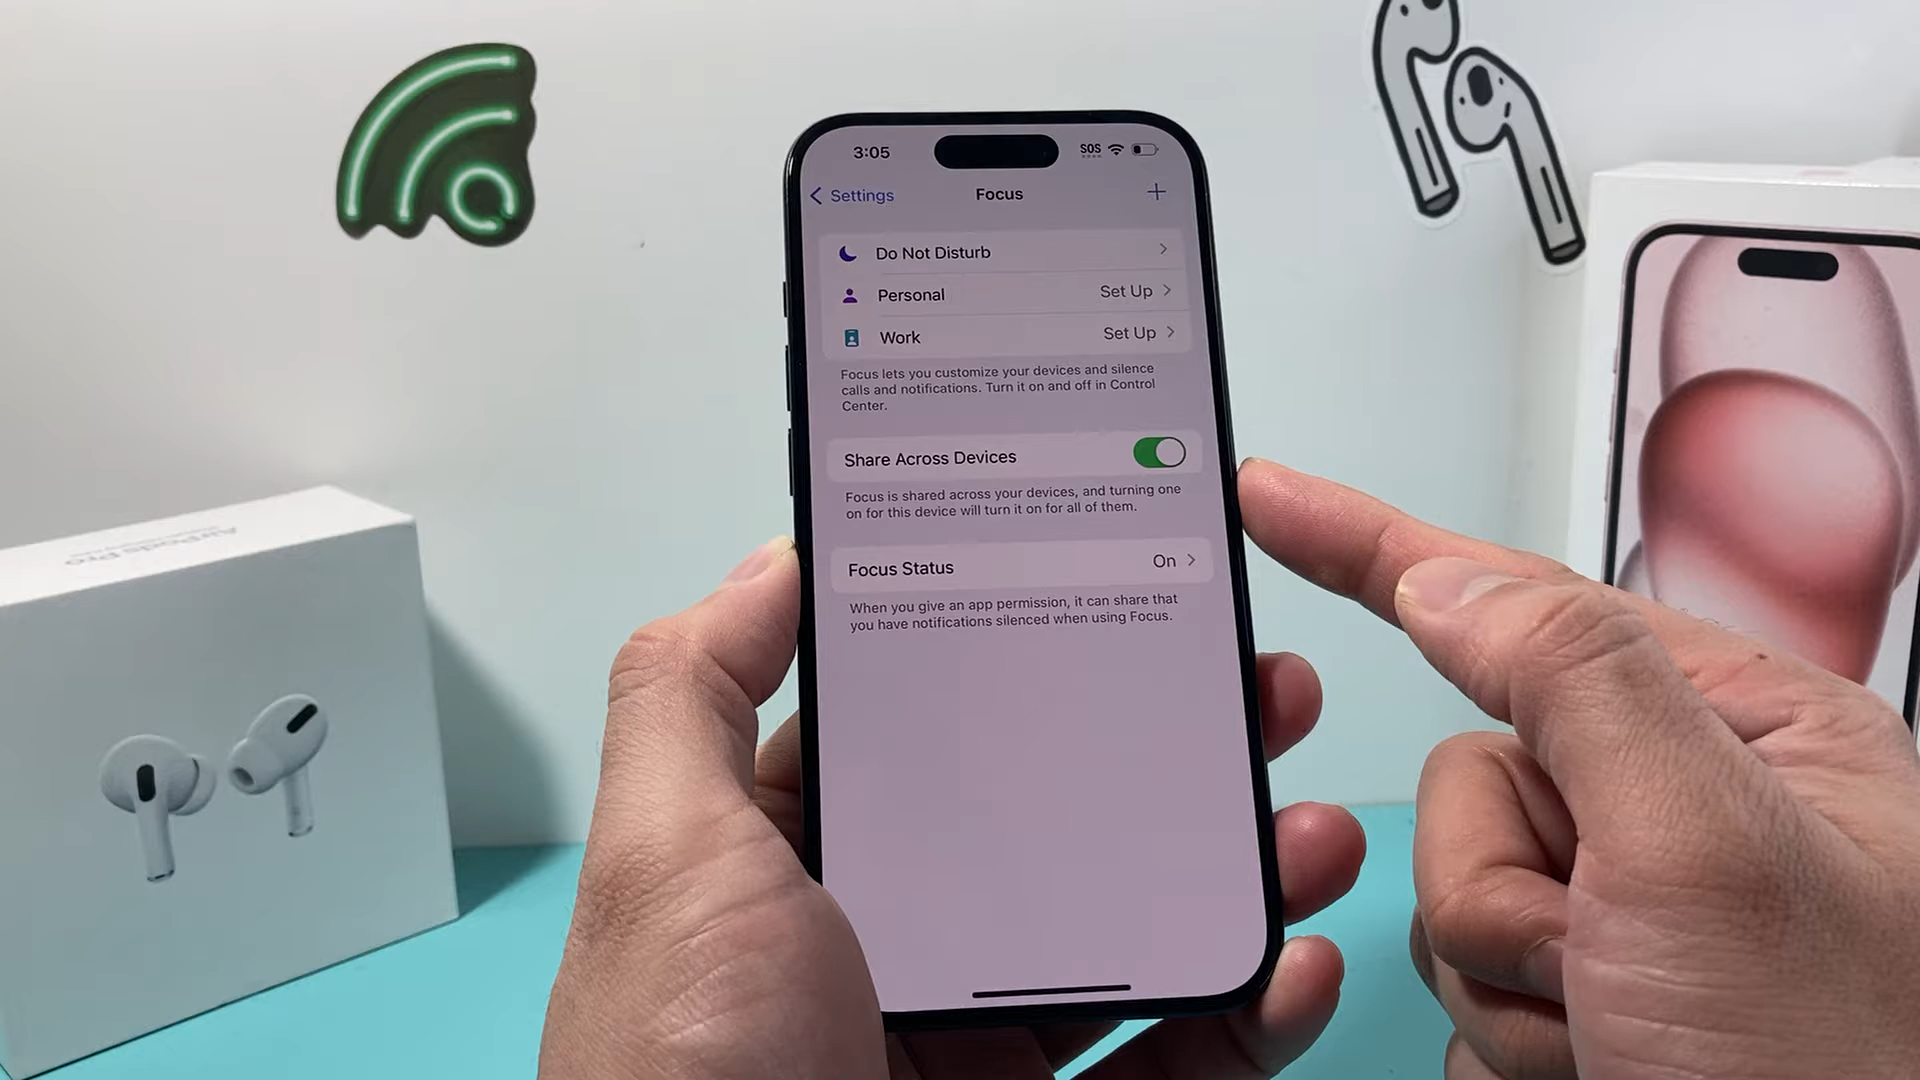 3:05
SOS
Settings
Focus
Do Not Disturb
Personal
Set Up
Work
Set Up
Focus lets you customize your devices and silence
calls and notifications. Turn it on and off in Control
Center.
Share Across Devices
Focus is shared across your devices, and turning one
on for this device will turn it on for all of them.
Focus Status
On
When you give an app permission, it can share that
you have notifications silenced when using Focus.
AirPods Pro